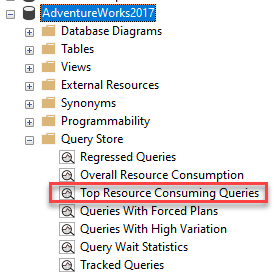 AdventureWorks2017
Database Diagrams
Tables
Views
External Resources
Synonyms
Programmability
Query Store
Regressed Queries
Overall Resource Consumption
Top Resource Consuming Queries
Queries With Forced Plans
Queries With High Variation
Query Wait Statistics
Tracked Queries